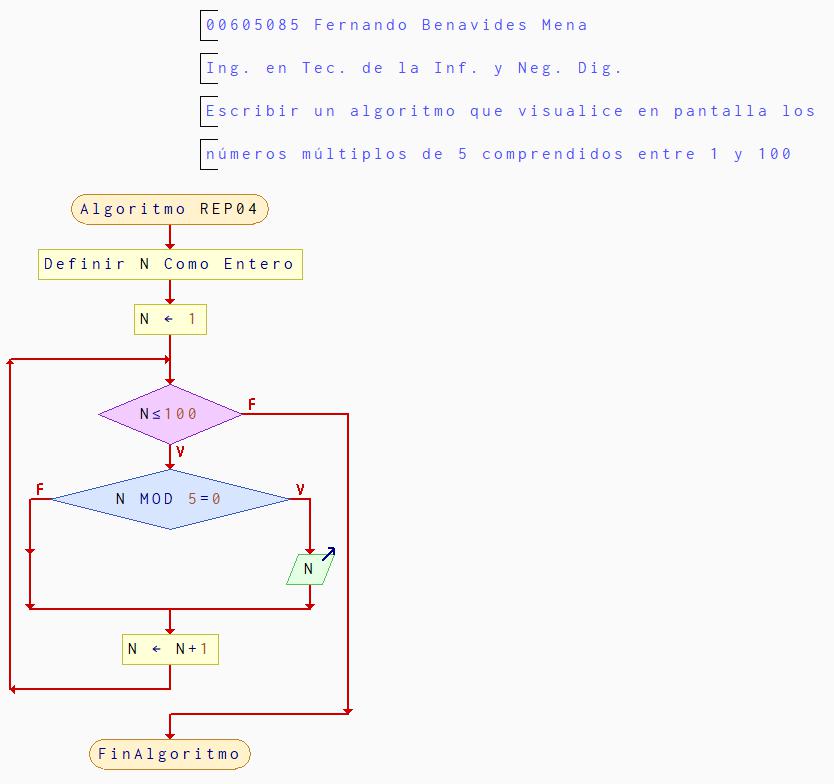 00605085 Fernando Benavides Mena
Ing. en Tec. de la Inf. y Neg. Dig.
Escribir un algoritmo que visualice en pantalla los
números múltiplos de 5 comprendidos entre 1 y 100
Algoritmo REP04
Definir N Como Entero
N ← 1
N≤100
F
V
N MOD 5=0
F
V
N
N ← N+1
FinAlgoritmo